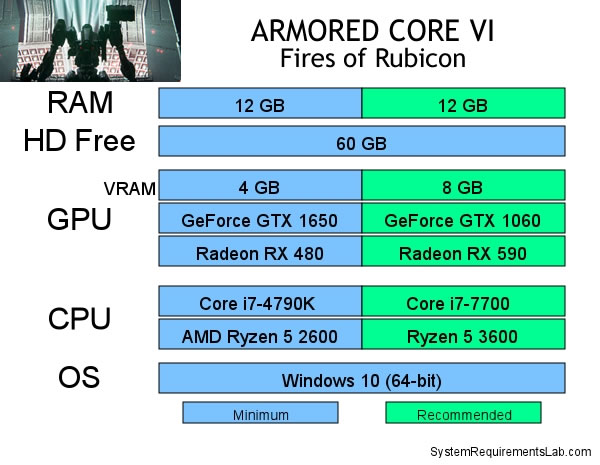 ARMORED CORE VI
Fires of Rubicon
RAM 12 GB 12 GB
HD Free 60 GB
VRAM 4 GB 8 GB
GPU GeForce GTX 1650 GeForce GTX 1060
Radeon RX 480 Radeon RX 590
CPU Core i7-4790K Core i7-7700
AMD Ryzen 5 2600 Ryzen 5 3600
OS Windows 10 (64-bit)
Minimum Recommended
SystemRequirementsLab.com